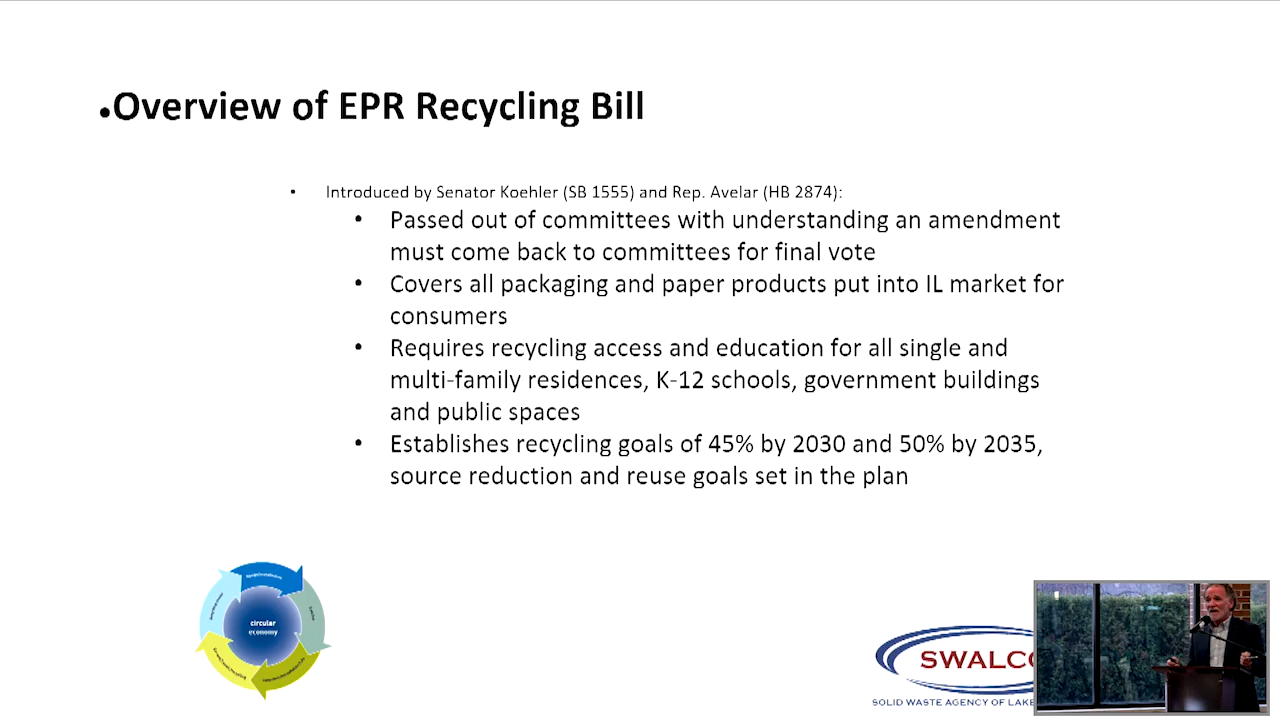 •Overview of EPR Recycling Bill
• Introduced by Senator Koehler (SB 1555) and Rep. Avelar (HB 2874):
• Passed out of committees with understanding an amendment
must come back to committees for final vote
• Covers all packaging and paper products put into IL market for
consumers
• Requires recycling access and education for all single and
multi-family residences, K-12 schools, government buildings
and public spaces
• Establishes recycling goals of 45% by 2030 and 50% by 2035,
source reduction and reuse goals set in the plan
circular
economy
SWALCO
SOLID WASTE AGENCY OF LAKE